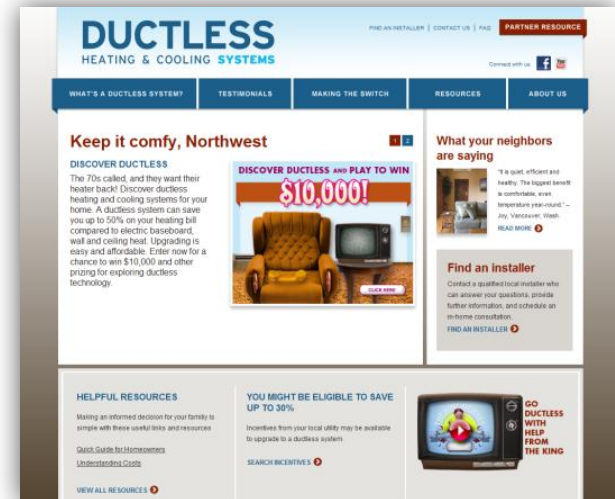 DUCTLESS
HEATING & COOLING SYSTEMS
FIND AN INSTALLER | CONTACT US | FAQ
PARTNER RESOURCE
Connect with us
f
You
WHAT'S A DUCTLESS SYSTEM?
TESTIMONIALS
MAKING THE SWITCH
RESOURCES
ABOUT US
Keep it comfy, Northwest
1 2
DISCOVER DUCTLESS
The 70s called, and they want their
heater back! Discover ductless
heating and cooling systems for your
home. A ductless system can save
you up to 50% on your heating bill
compared to electric baseboard,
wall and ceiling heat. Upgrading is
easy and affordable. Enter now for a
chance to win $10,000 and other
prizing for exploring ductless
technology.
DISCOVER DUCTLESS AND PLAY TO WIN
$10,000!
CLICK HERE
What your neighbors
are saying
"It is quiet, efficient and
healthy. The biggest benefit
is comfortable, even
temperature year-round." –
Joy, Vancouver, Wash.
READ MORE
Find an installer
Contact a qualified local installer who
can answer your questions, provide
further information, and schedule an
in-home consultation.
FIND AN INSTALLER
HELPFUL RESOURCES
Making an informed decision for your family is
simple with these useful links and resources
Quick Guide for Homeowners
Understanding Costs
VIEW ALL RESOURCES
YOU MIGHT BE ELIGIBLE TO SAVE
UP TO 30%
Incentives from your local utility may be available
to upgrade to a ductless system.
SEARCH INCENTIVES
GO
DUCTLESS
WITH
HELP
FROM
THE KING